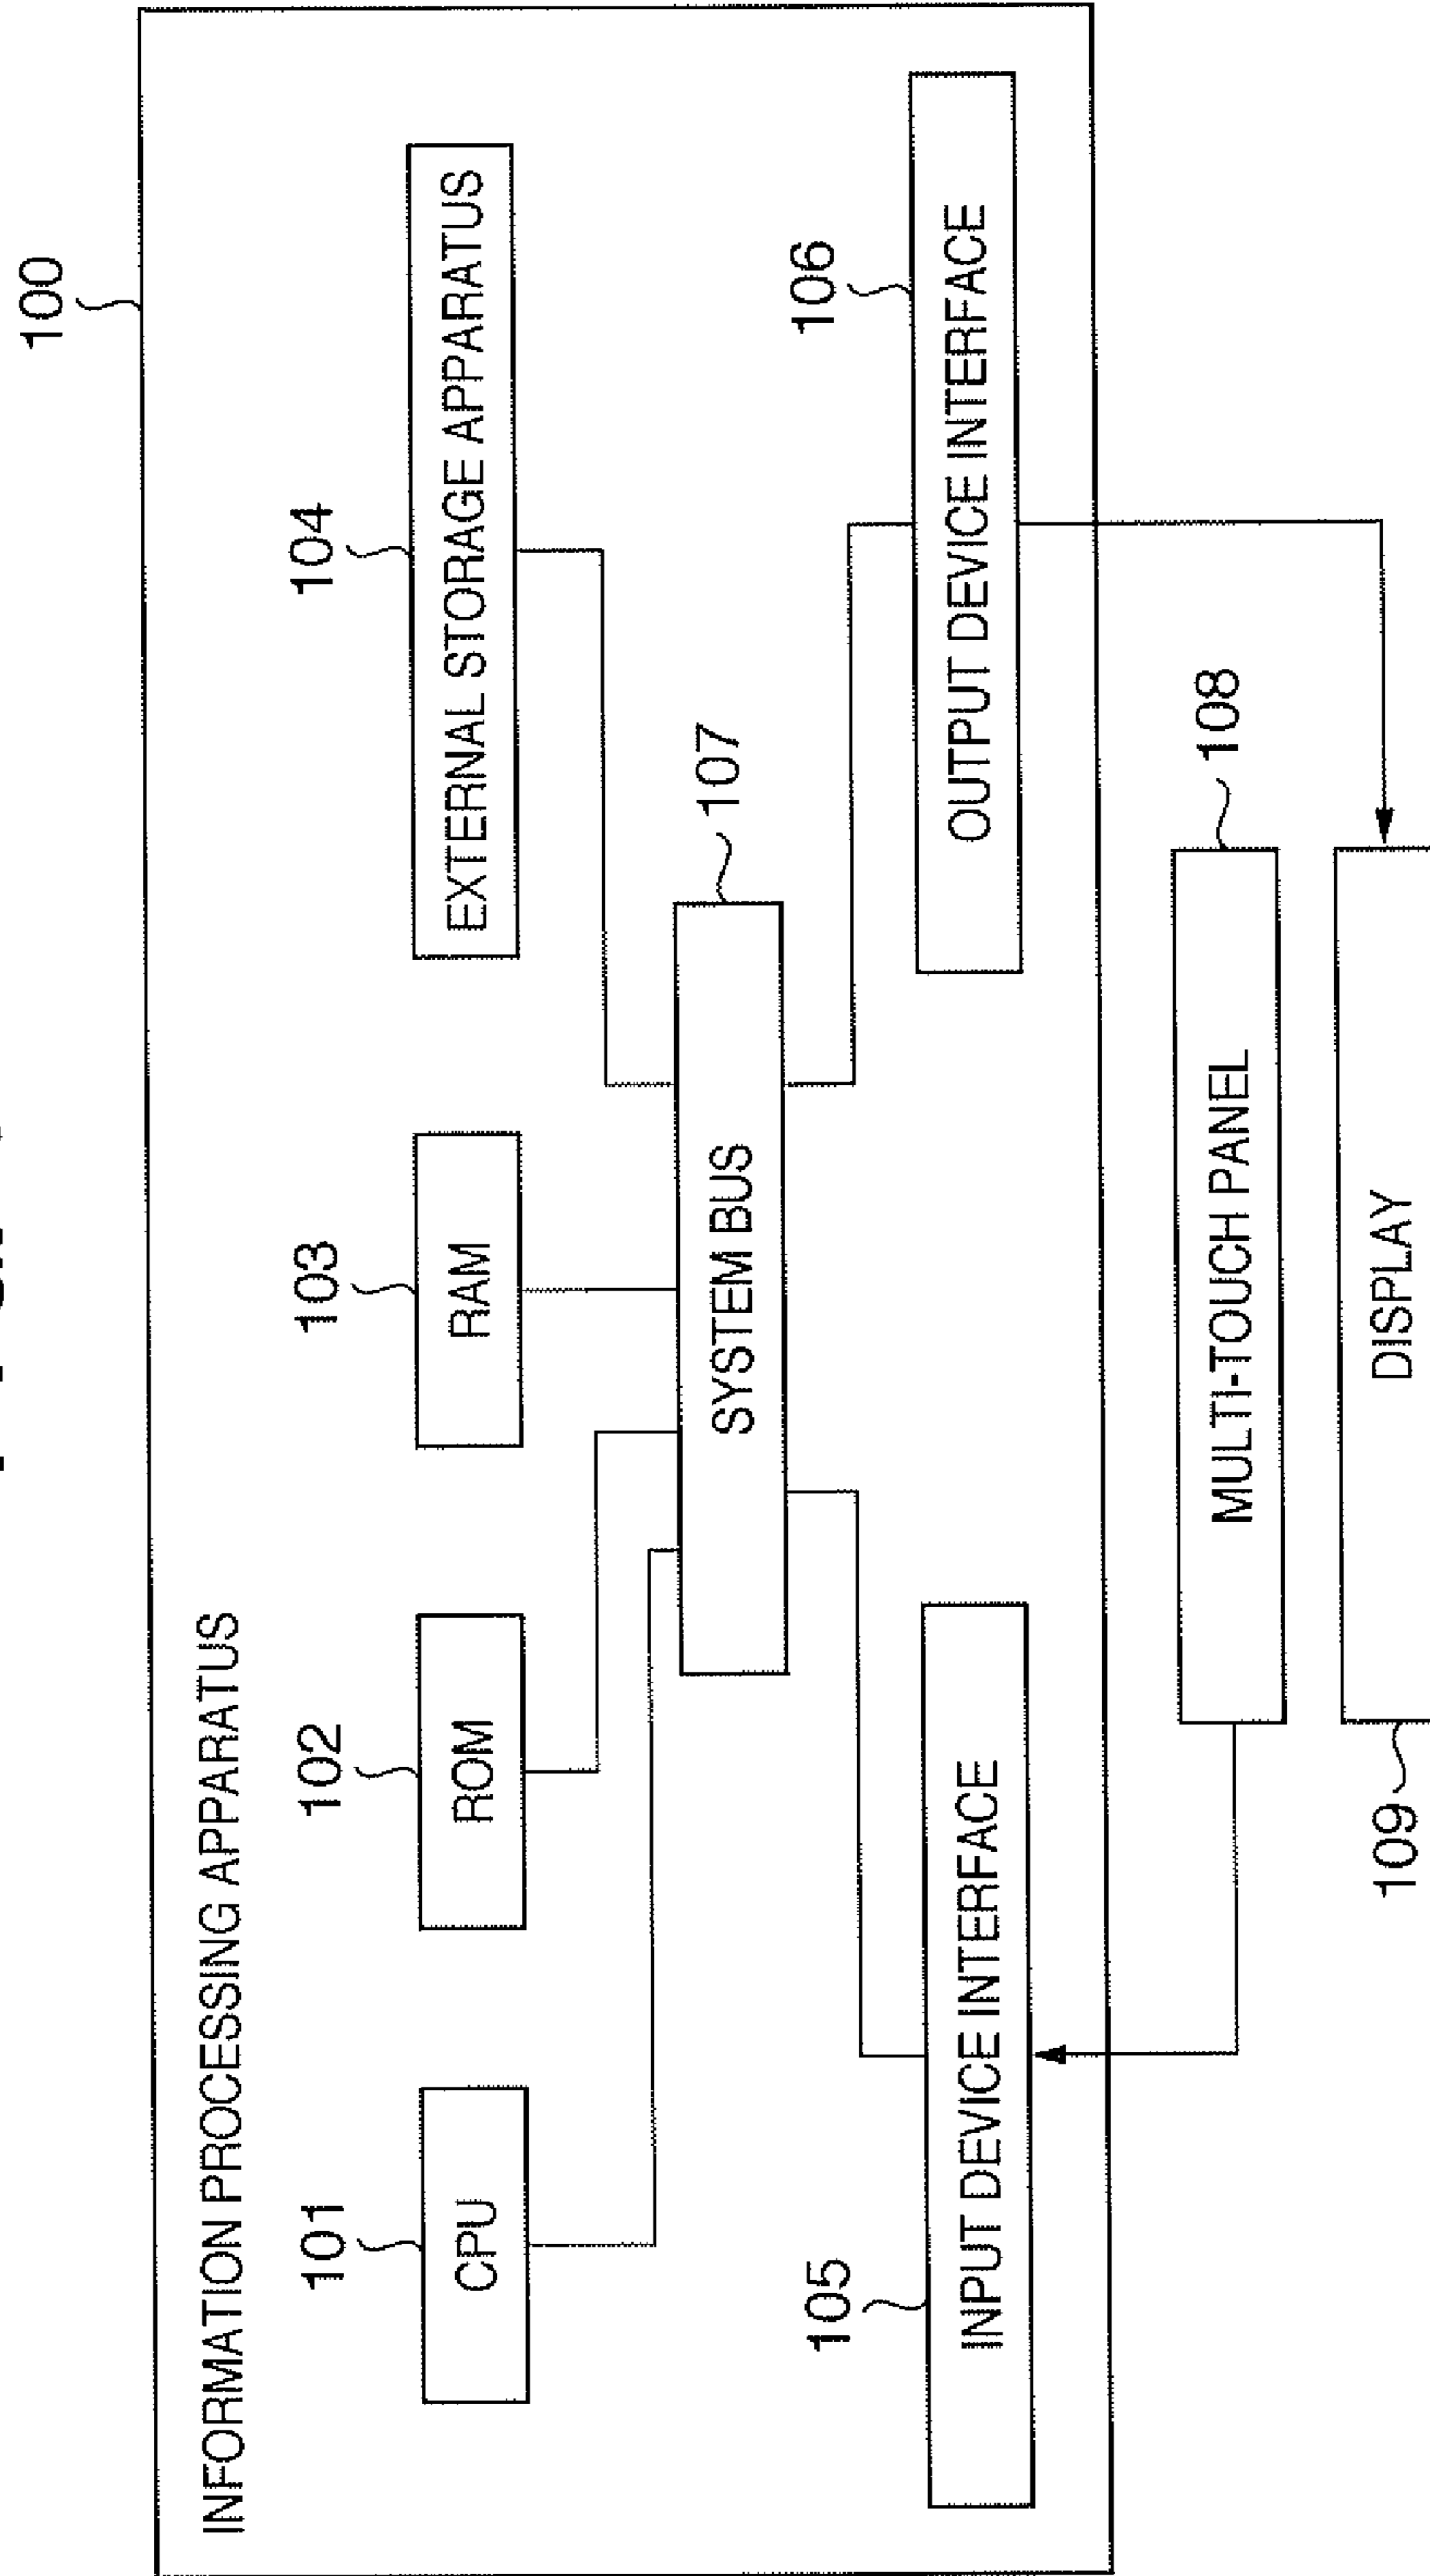 100
INFORMATION PROCESSING APPARATUS
101
102
103
104
CPU
ROM
RAM
EXTERNAL STORAGE APPARATUS
107
SYSTEM BUS
105
106
INPUT DEVICE INTERFACE
OUTPUT DEVICE INTERFACE
108
MULTI-TOUCH PANEL
109
DISPLAY